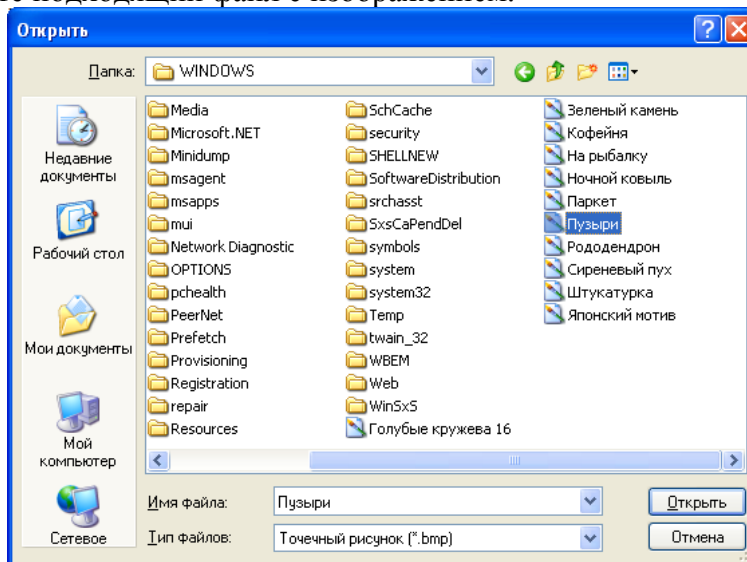 подходящий файл с изображением.
Открыть
Папка: WINDOWS
Недавние документы
Рабочий стол
Мои документы
Мой компьютер
Сетевое
Media
Microsoft.NET
Minidump
msagent
msapps
mui
Network Diagnostic
OPTIONS
pchealth
PeerNet
Prefetch
Provisioning
Registration
repair
Resources
SchCache
security
SHELLNEW
SoftwareDistribution
srchasst
SxsCaPendDel
symbols
system
system32
Temp
twain_32
WBEM
Web
WinSxS
Голубые кружева 16
Зеленый камень
Кофейня
На рыбалку
Ночной ковыль
Паркет
Пузыри
Рододендрон
Сиреневый пух
Штукатурка
Японский мотив
Имя файла: Пузыри Открыть
Тип файлов: Точечный рисунок (*.bmp) Отмена